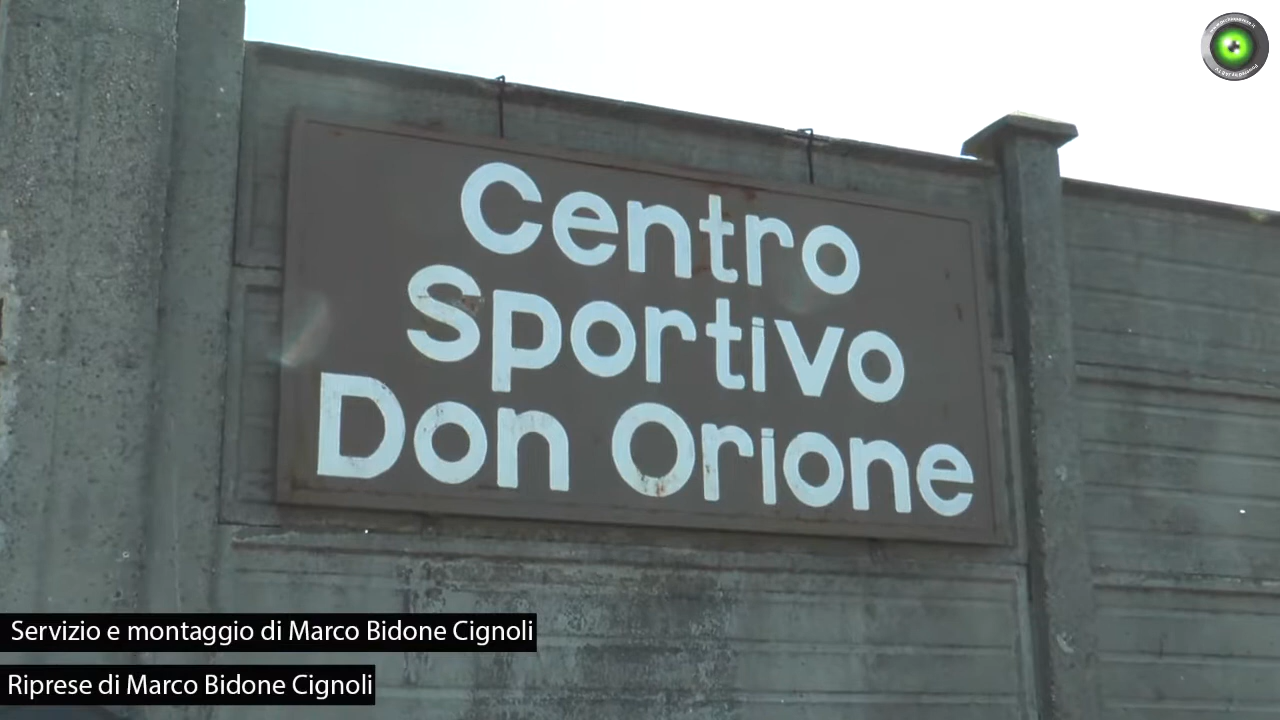 Centro
Sportivo
Don Orione
Servizio e montaggio di Marco Bidone Cignoli
Riprese di Marco Bidone Cignoli